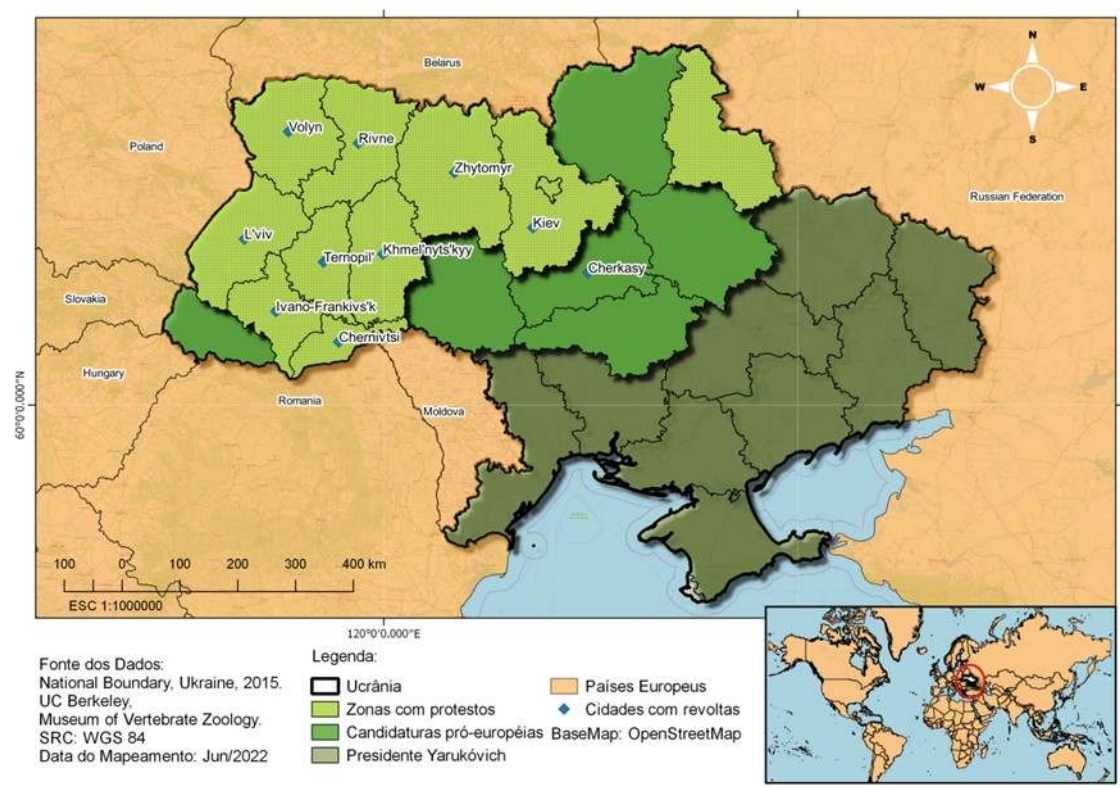 Belarus
Poland
Russian Federation
Volyn
Rivne
Zhytomyr
Kiev
L'viv
Ternopil'
Khmel'nyts'kyy
Cherkasy
Ivano-Frankivs'k
Chernivtsi
Slovakia
Hungary
Romania
Moldova
N
W
E
S
60°0'0.000"N
100 0 100 200 300 400 km
ESC 1:1000000
120°0'0.000"E
Fonte dos Dados:
National Boundary, Ukraine, 2015.
UC Berkeley,
Museum of Vertebrate Zoology.
SRC: WGS 84
Data do Mapeamento: Jun/2022
Legenda:
Ucrânia
Zonas com protestos
Candidaturas pró-européias
Presidente Yarukóvich
Países Europeus
Cidades com revoltas
BaseMap: OpenStreetMap